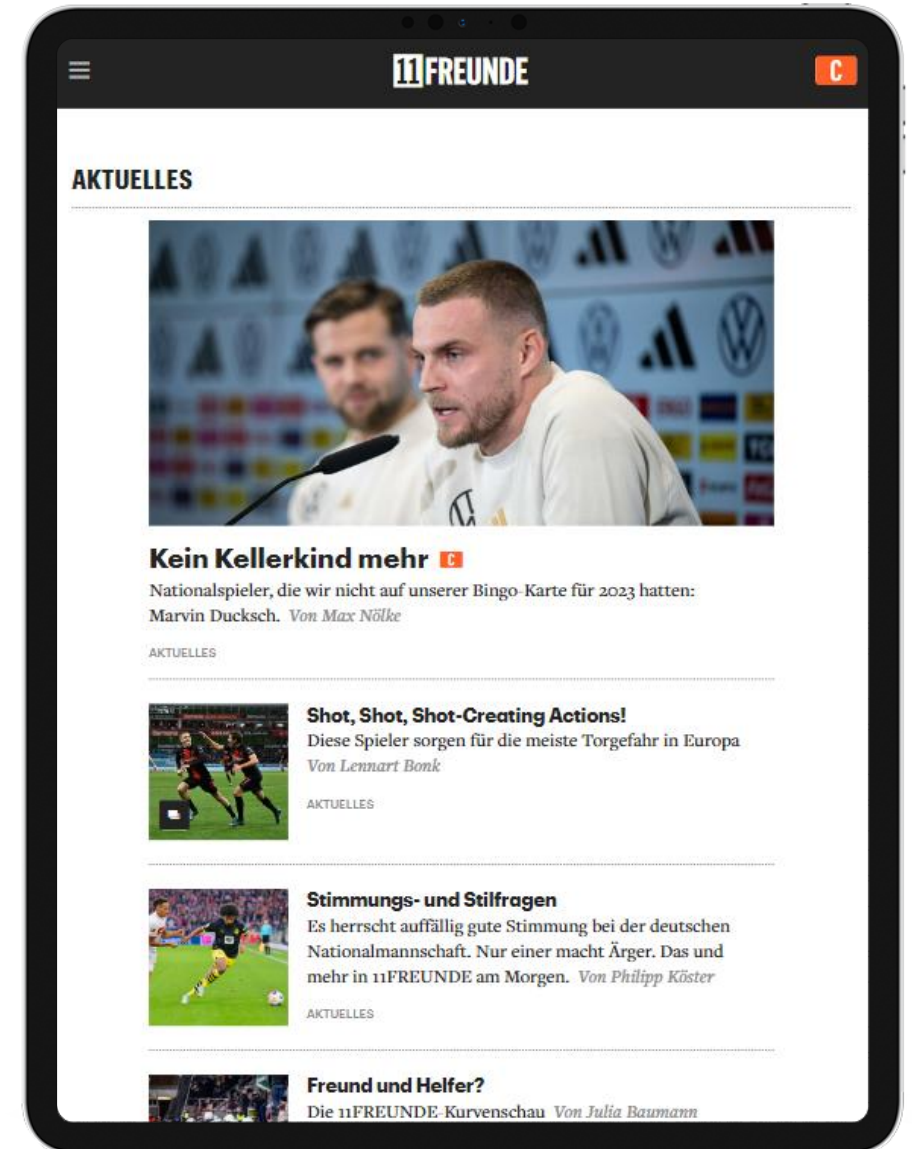 11FREUNDE
C
AKTUELLES
Kein Kellerkind mehr C
Nationalspieler, die wir nicht auf unserer Bingo-Karte für 2023 hatten:
Marvin Ducksch. Von Max Nölke
AKTUELLES
Shot, Shot, Shot-Creating Actions!
Diese Spieler sorgen für die meiste Torgefahr in Europa
Von Lennart Bonk
AKTUELLES
Stimmungs- und Stilfragen
Es herrscht auffällig gute Stimmung bei der deutschen
Nationalmannschaft. Nur einer macht Ärger. Das und
mehr in 11FREUNDE am Morgen. Von Philipp Köster
AKTUELLES
Freund und Helfer?
Die 11FREUNDE-Kurvenschau Von Julia Baumann